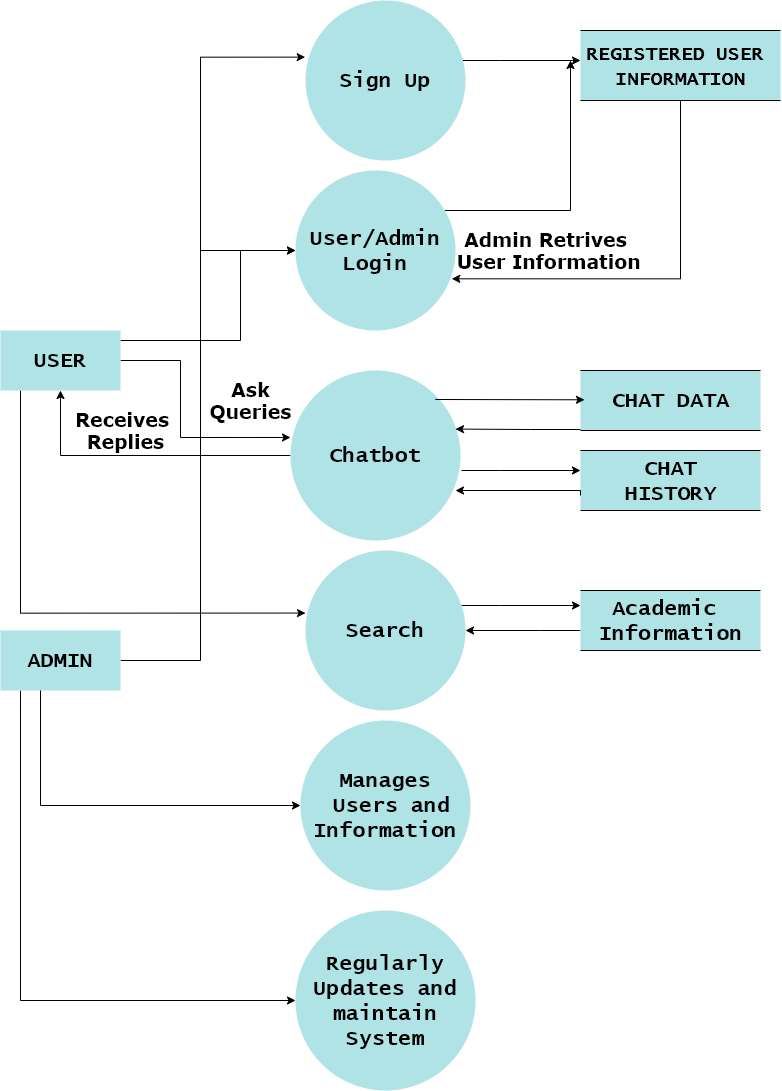 Sign Up
REGISTERED USER
INFORMATION
User/Admin
Login
Admin Retrives
User Information
USER
Ask
Queries
Receives
Replies
Chatbot
CHAT DATA
CHAT
HISTORY
Search
Academic
Information
ADMIN
Manages
Users and
Information
Regularly
Updates and
maintain
System